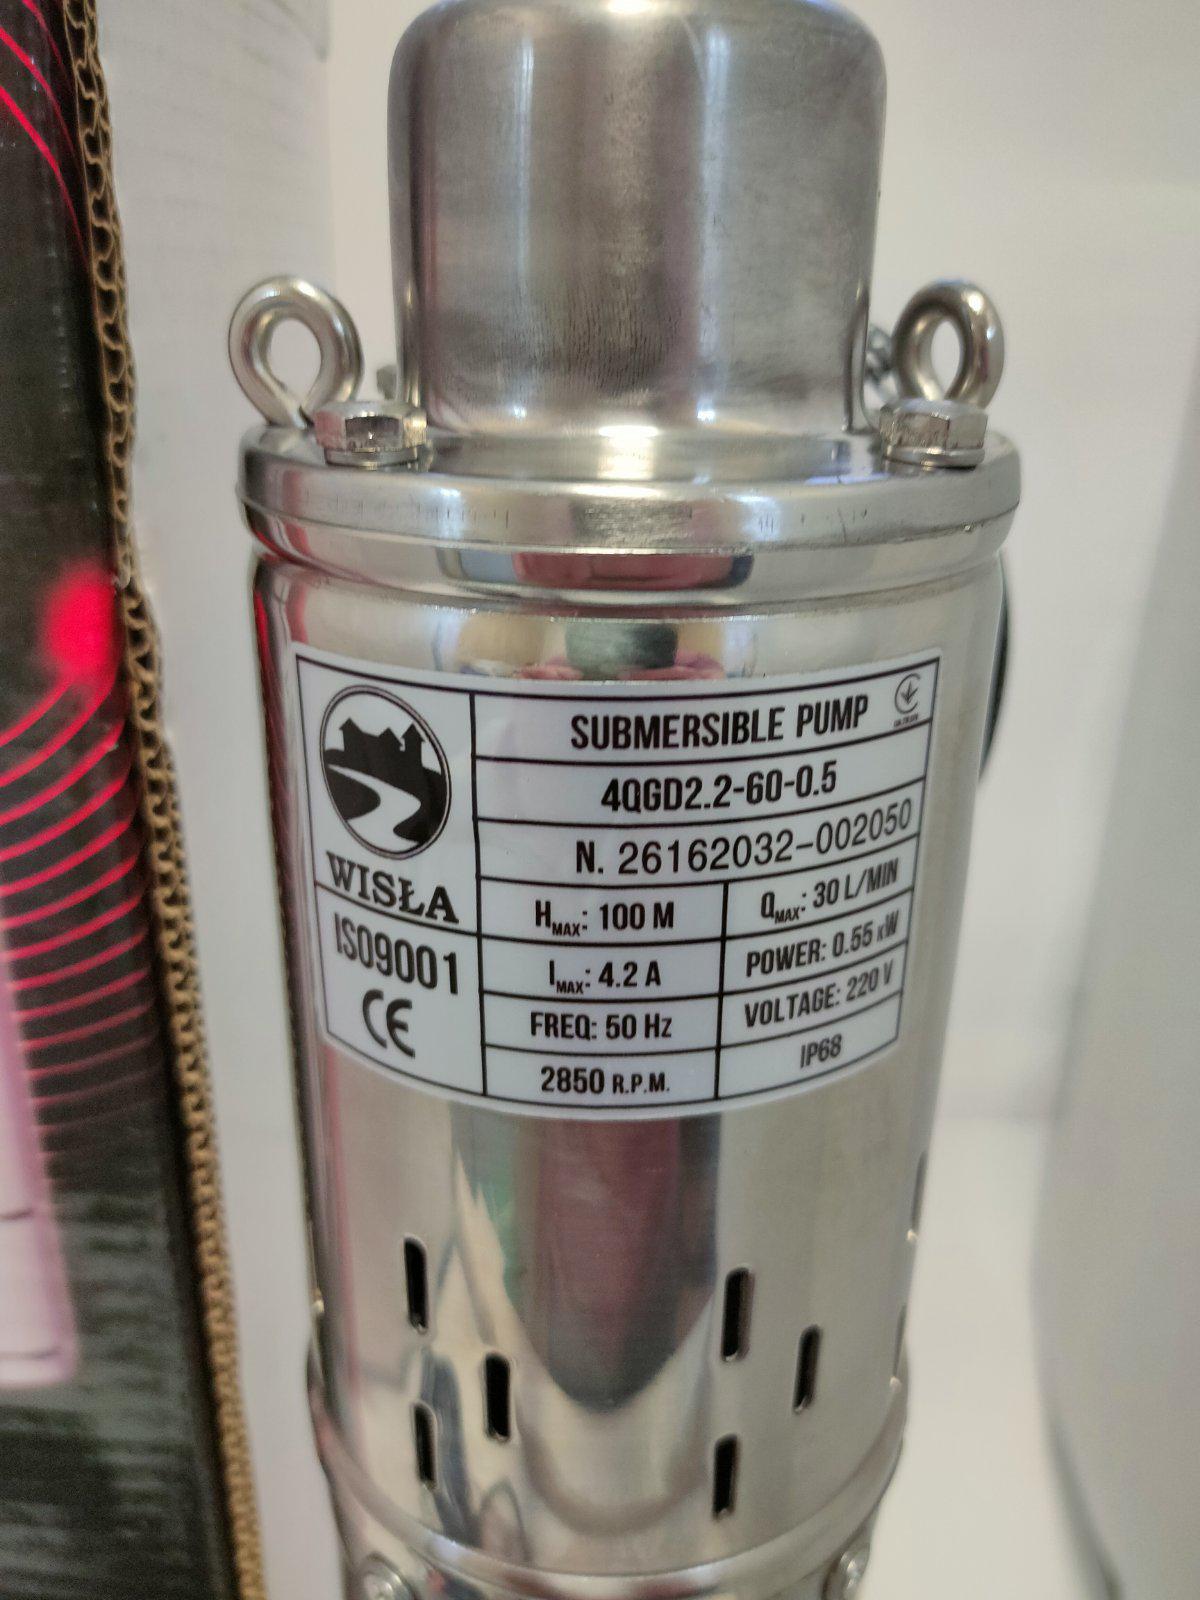 SUBMERSIBLE PUMP
4QGD2.2-60-0.5
N. 26162032-002050
WISŁA
ISO9001
CE
HMAX: 100 M
QMAX: 30 L/MIN
IMAX: 4.2 A
POWER: 0.55 KW
FREQ: 50 Hz
VOLTAGE: 220 V
2850 R.P.M.
IP68